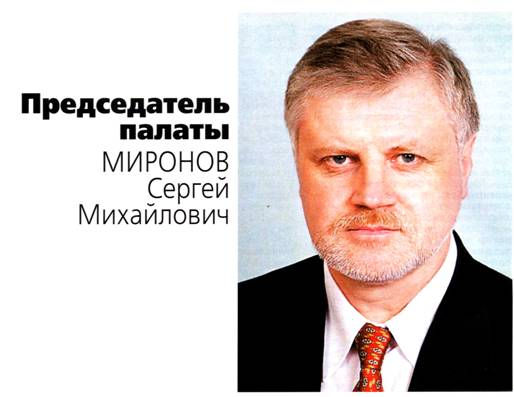 Председатель
палаты
МИРОНОВ
Сергей
Михайлович